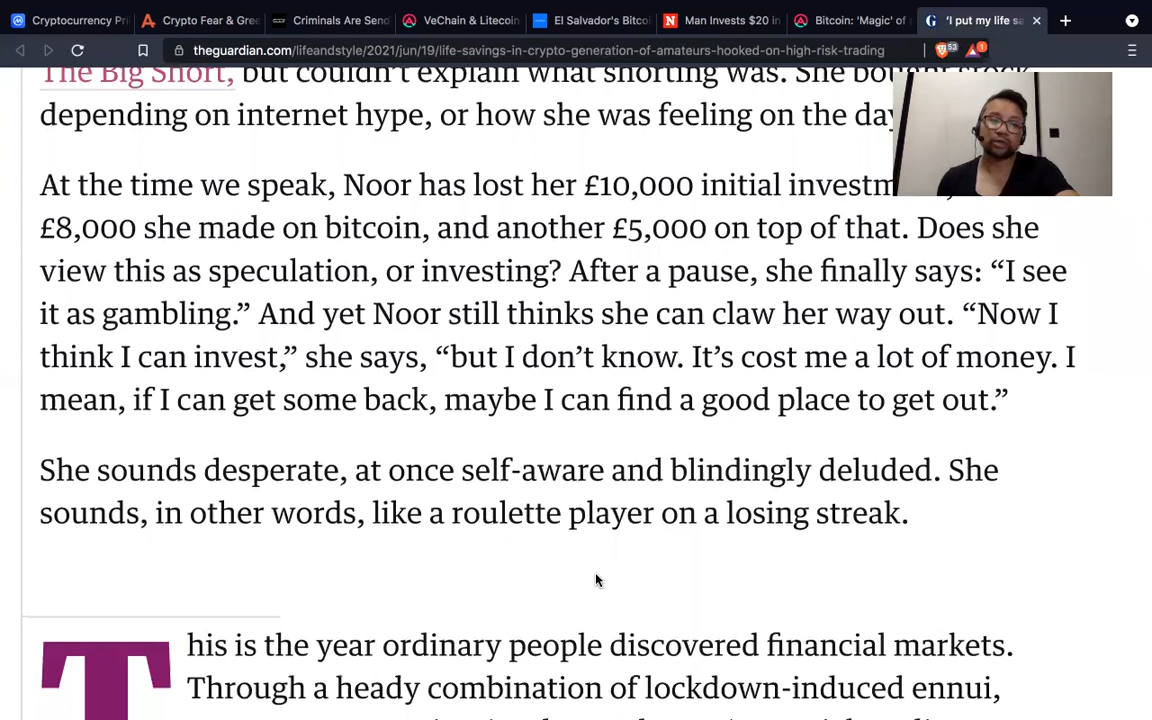 Cryptocurrency Pri
Crypto Fear & Gre
Criminals Are Send
VeChain & Litecoin
El Salvador's Bitco
Man Invests $20 in
Bitcoin: 'Magic' of
'I put my life sa
theguardian.com/lifeandstyle/2021/jun/19/life-savings-in-crypto-generation-of-amateurs-hooked-on-high-risk-trading
53
1
The Big Short, but couldn't explain what shorting was. She bought stock
depending on internet hype, or how she was feeling on the day
At the time we speak, Noor has lost her £10,000 initial investm
£8,000 she made on bitcoin, and another £5,000 on top of that. Does she
view this as speculation, or investing? After a pause, she finally says: “I see
it as gambling.” And yet Noor still thinks she can claw her way out. “Now I
think I can invest,” she says, “but I don’t know. It’s cost me a lot of money. I
mean, if I can get some back, maybe I can find a good place to get out.”
She sounds desperate, at once self-aware and blindingly deluded. She
sounds, in other words, like a roulette player on a losing streak.
This is the year ordinary people discovered financial markets.
Through a heady combination of lockdown-induced ennui,